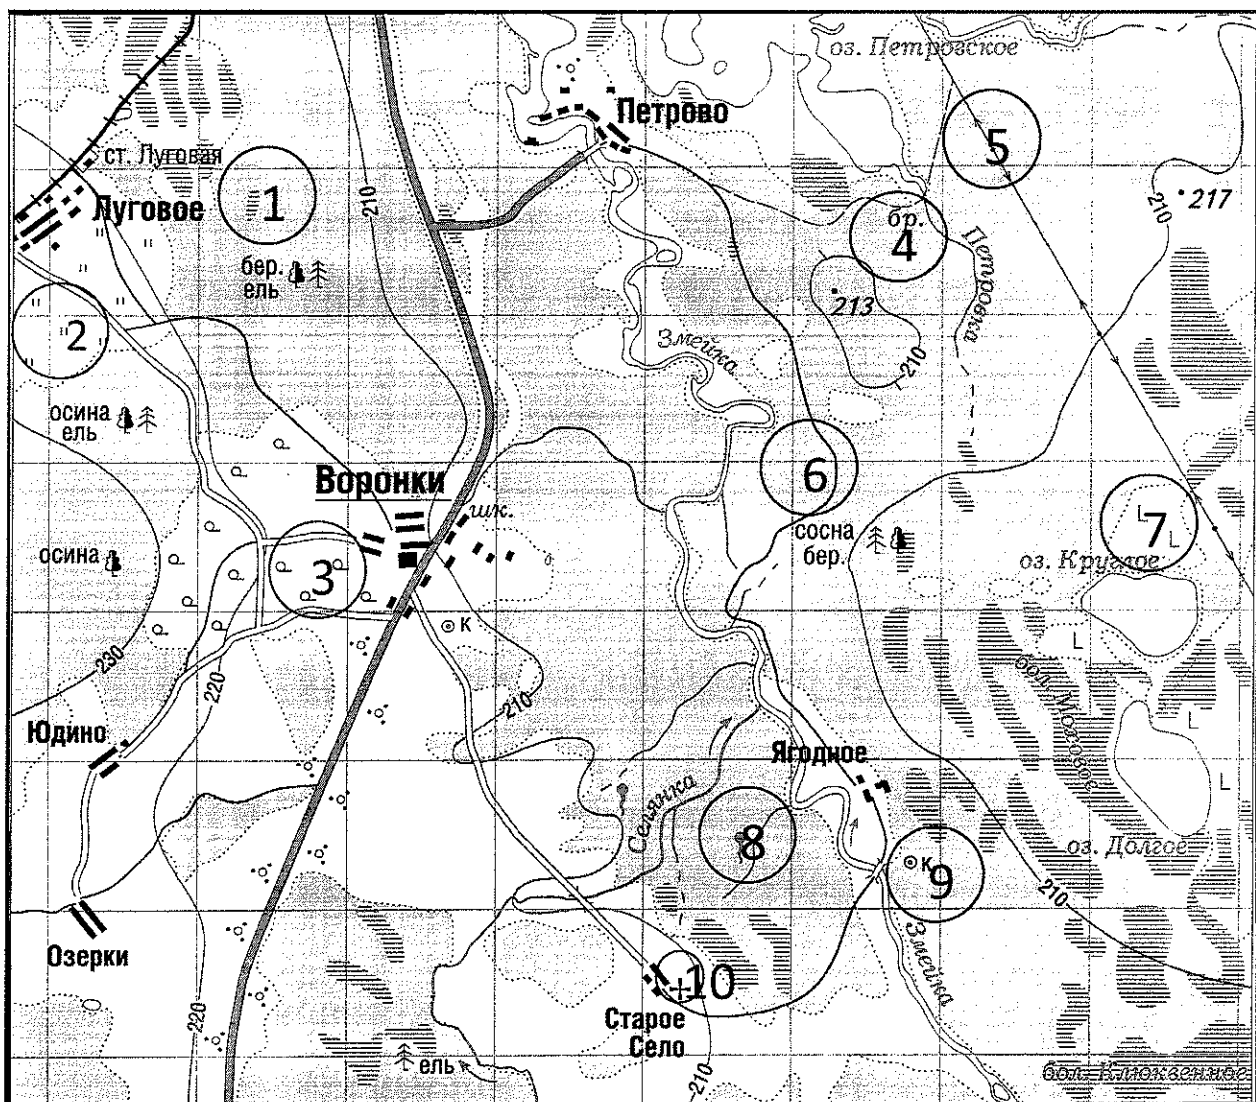 оз. Петровское
Петрово
5
ст. Луговая
210
217
210
Луговое
1
бр.
4
Петровка
бер.
ель
213
2
Змейка
210
осина
ель
Воронки
шк.
6
сосна
бер.
7
L
L
осина
3
оз. Круглое
К
230
220
210
L
бол. Моховое
Юдино
Ягодное
L
L
Селянка
8
оз. Долгое
К
9
210
Озерки
Змейка
10
220
Старое
Село
ель
210
бол. Клюквенное